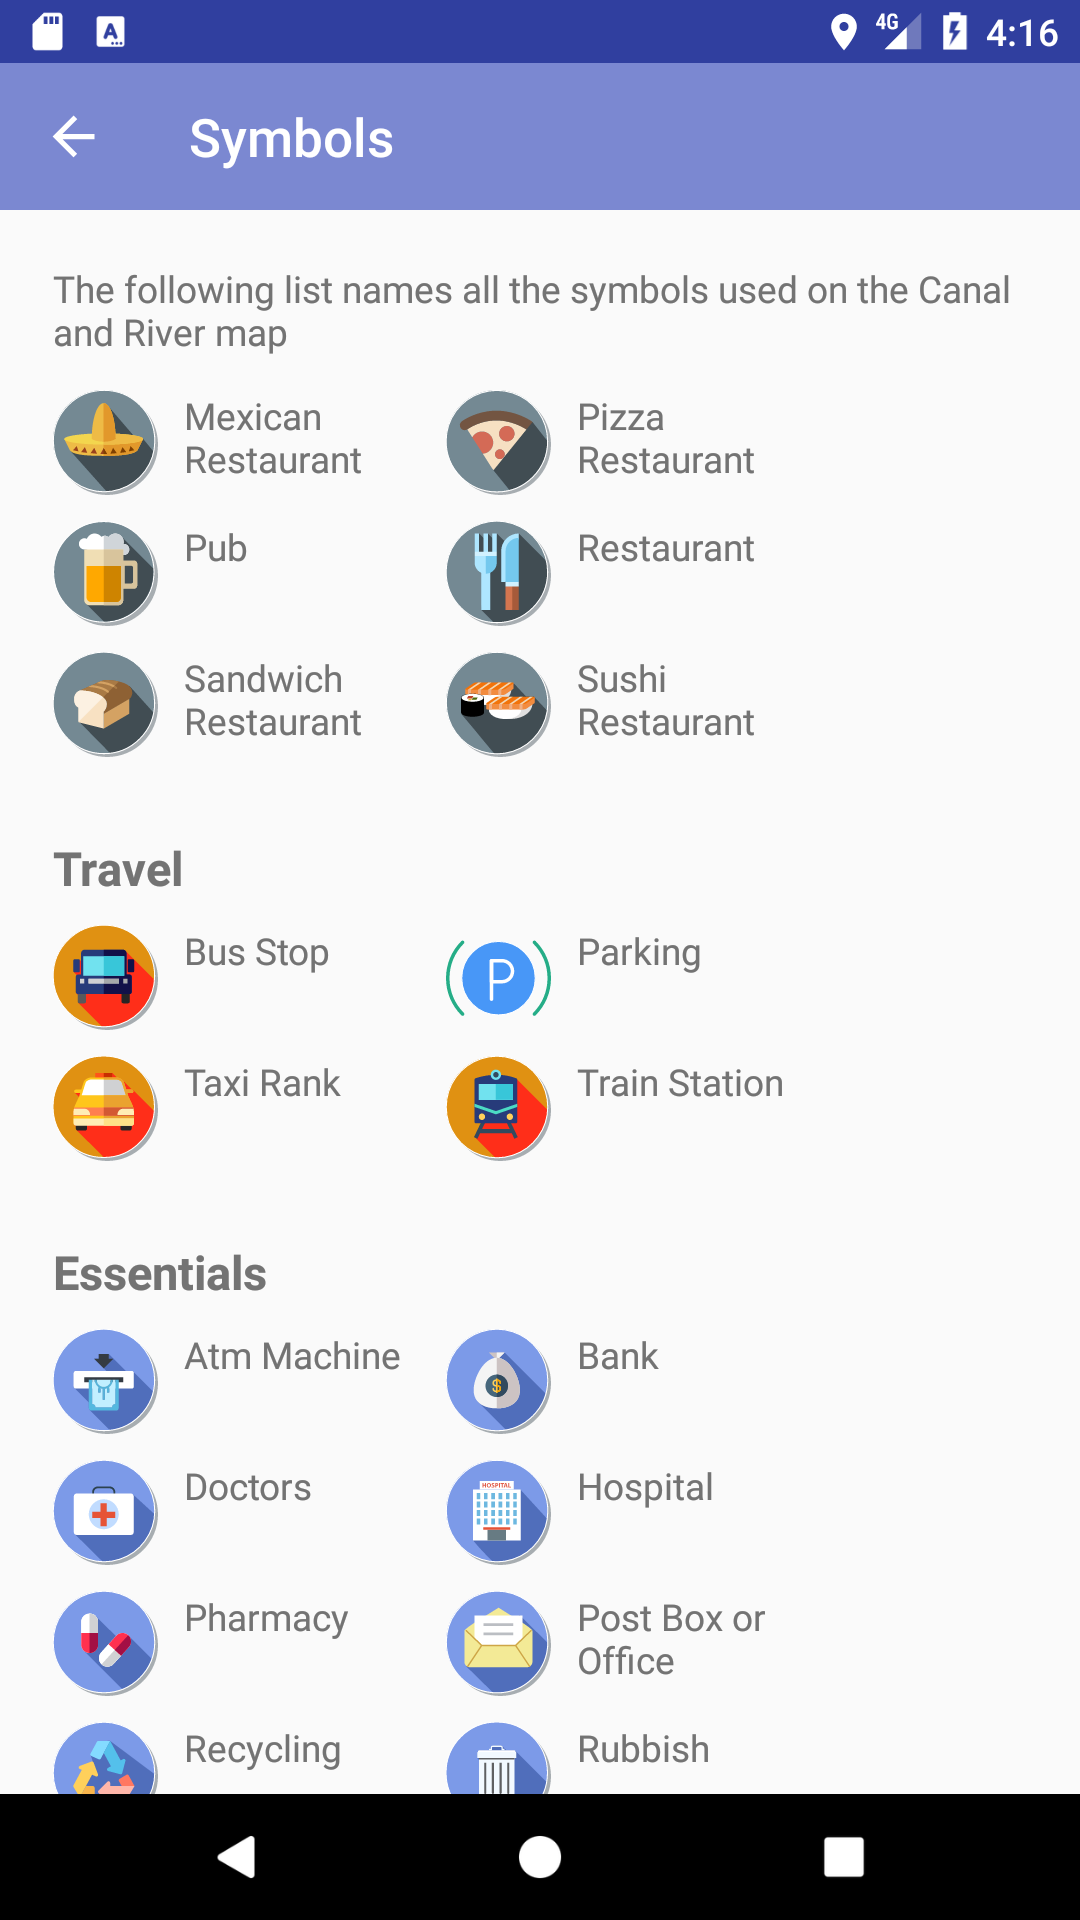 4G 4:16
Symbols
The following list names all the symbols used on the Canal
and River map
Mexican
Restaurant
Pizza
Restaurant
Pub
Restaurant
Sandwich
Restaurant
Sushi
Restaurant
Travel
Bus Stop
Parking
P
Taxi Rank
Train Station
Essentials
Atm Machine
Bank
$
Doctors
HOSPITAL
Hospital
Pharmacy
Post Box or
Office
Recycling
Rubbish